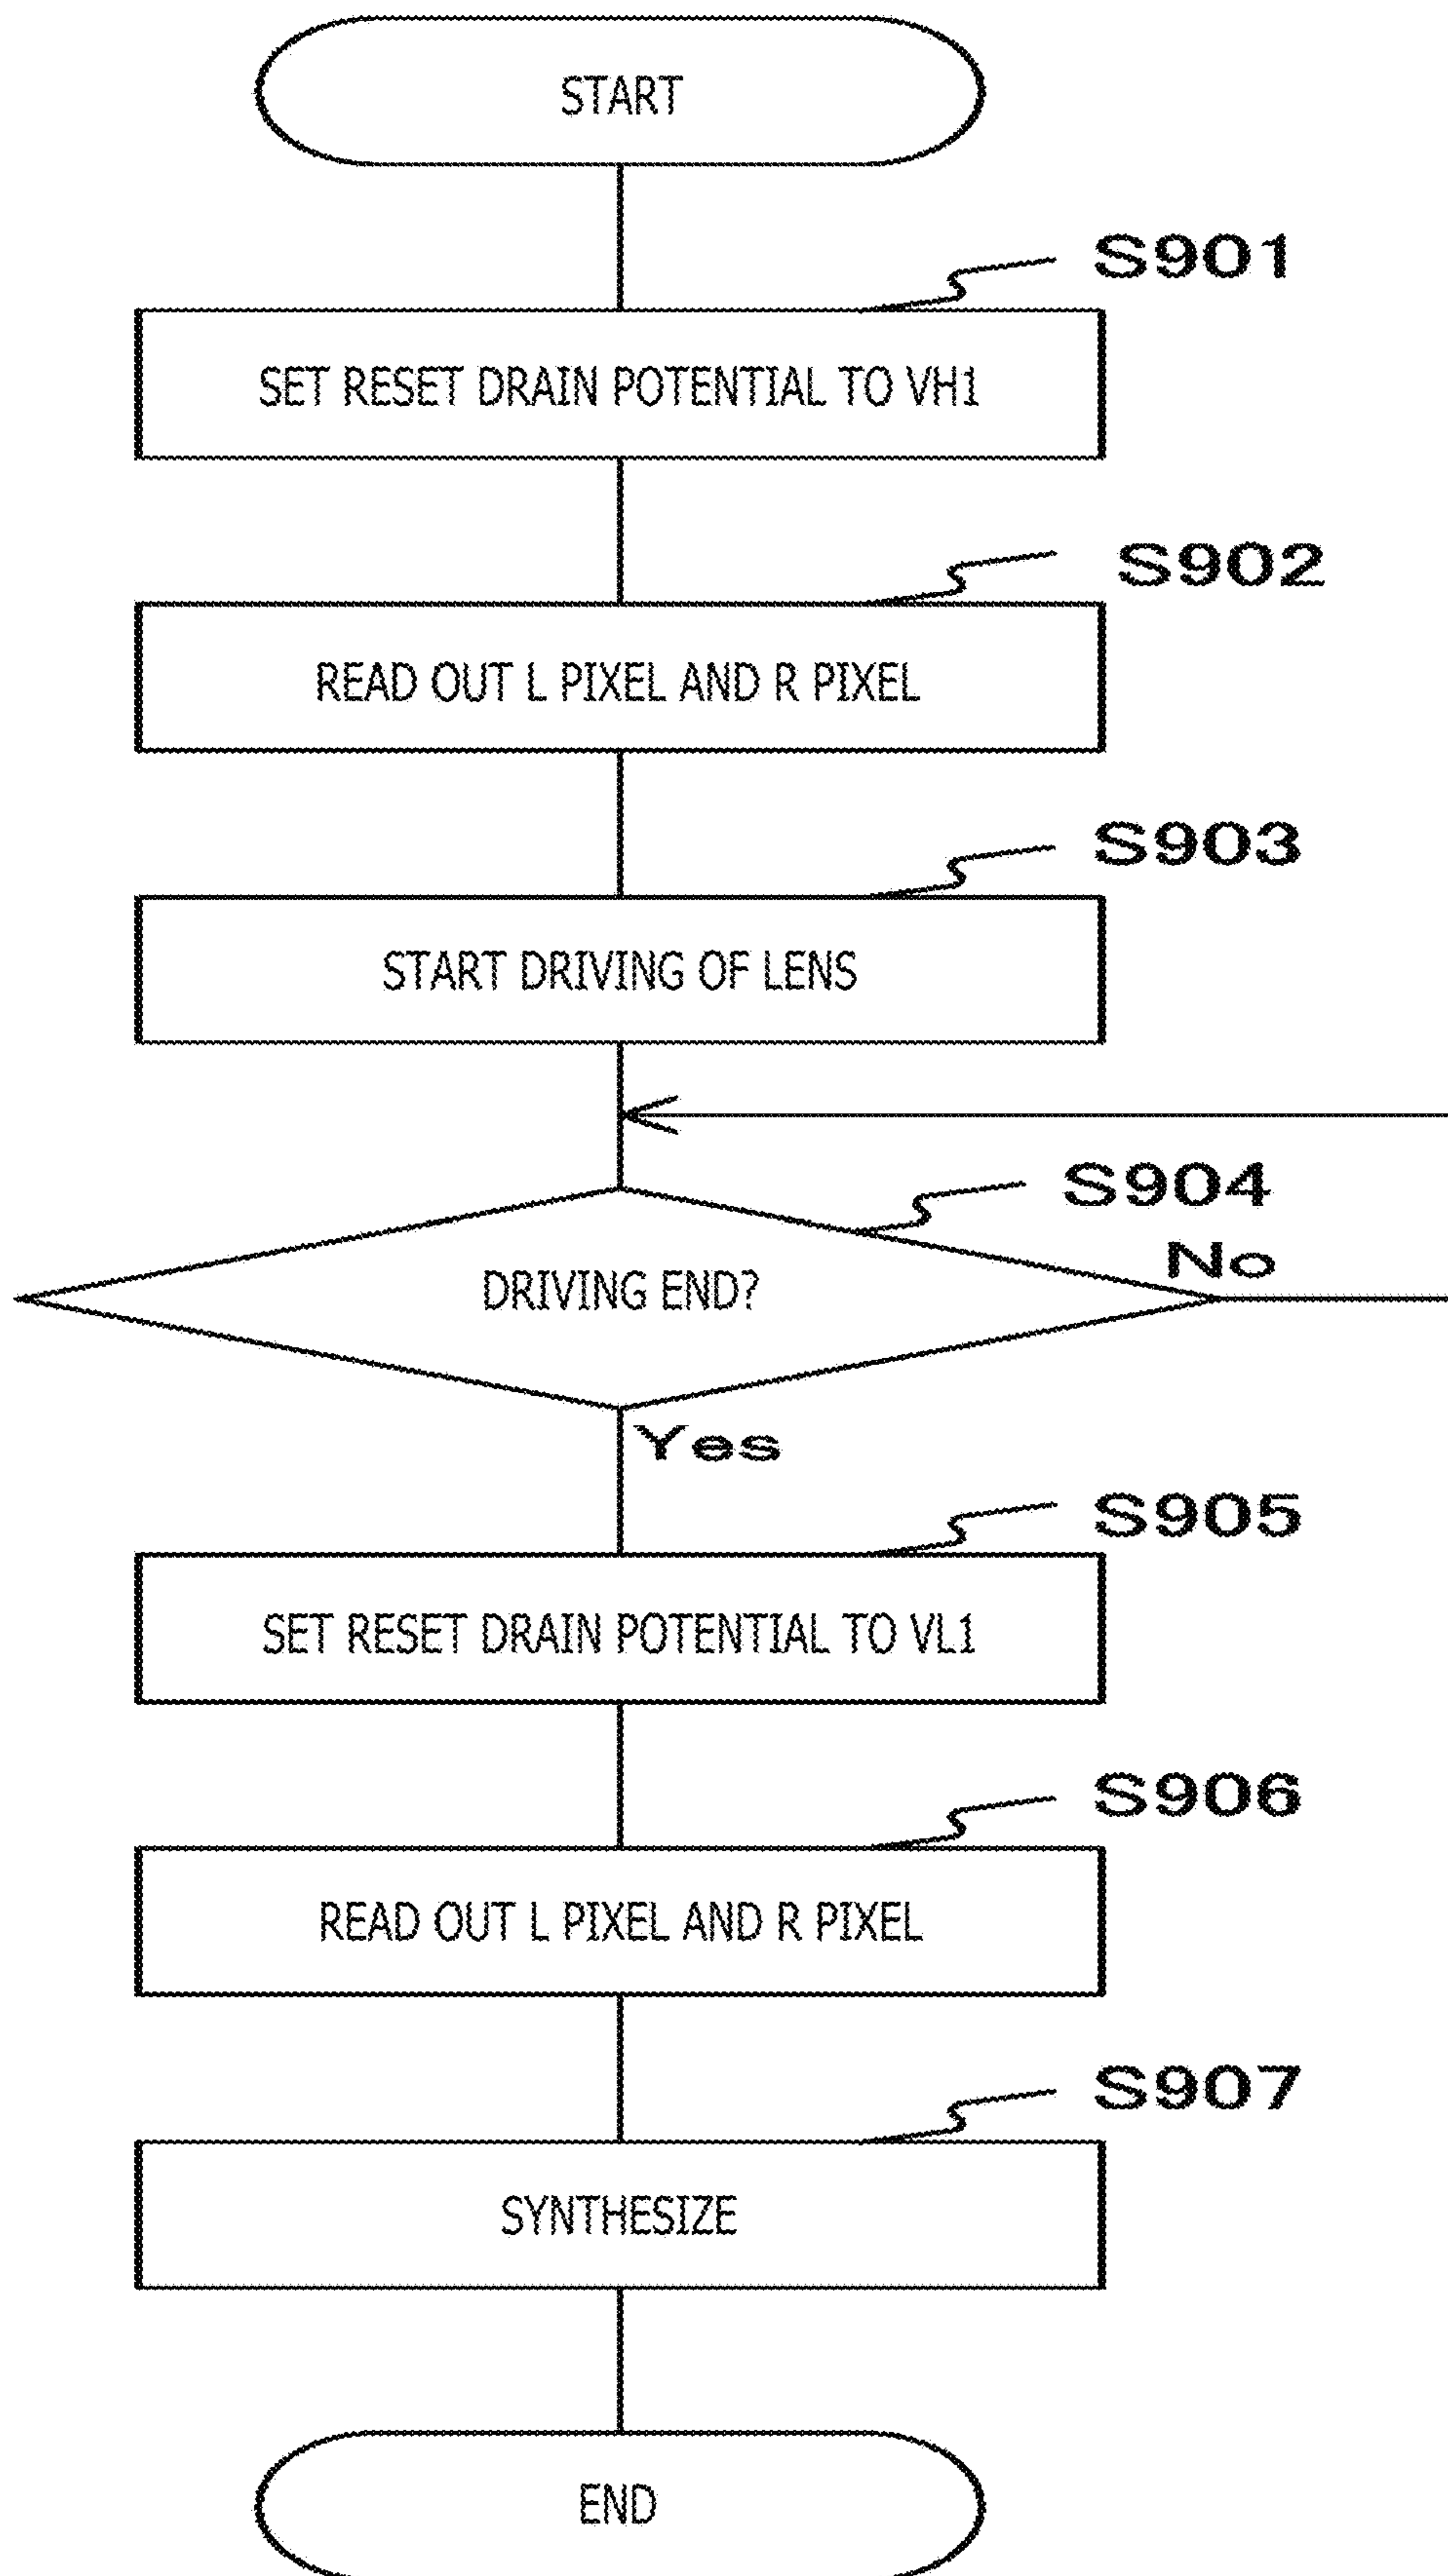 START
S901
SET RESET DRAIN POTENTIAL TO VH1
S902
READ OUT L PIXEL AND R PIXEL
S903
START DRIVING OF LENS
S904
No
DRIVING END?
Yes
S905
SET RESET DRAIN POTENTIAL TO VL1
S906
READ OUT L PIXEL AND R PIXEL
S907
SYNTHESIZE
END